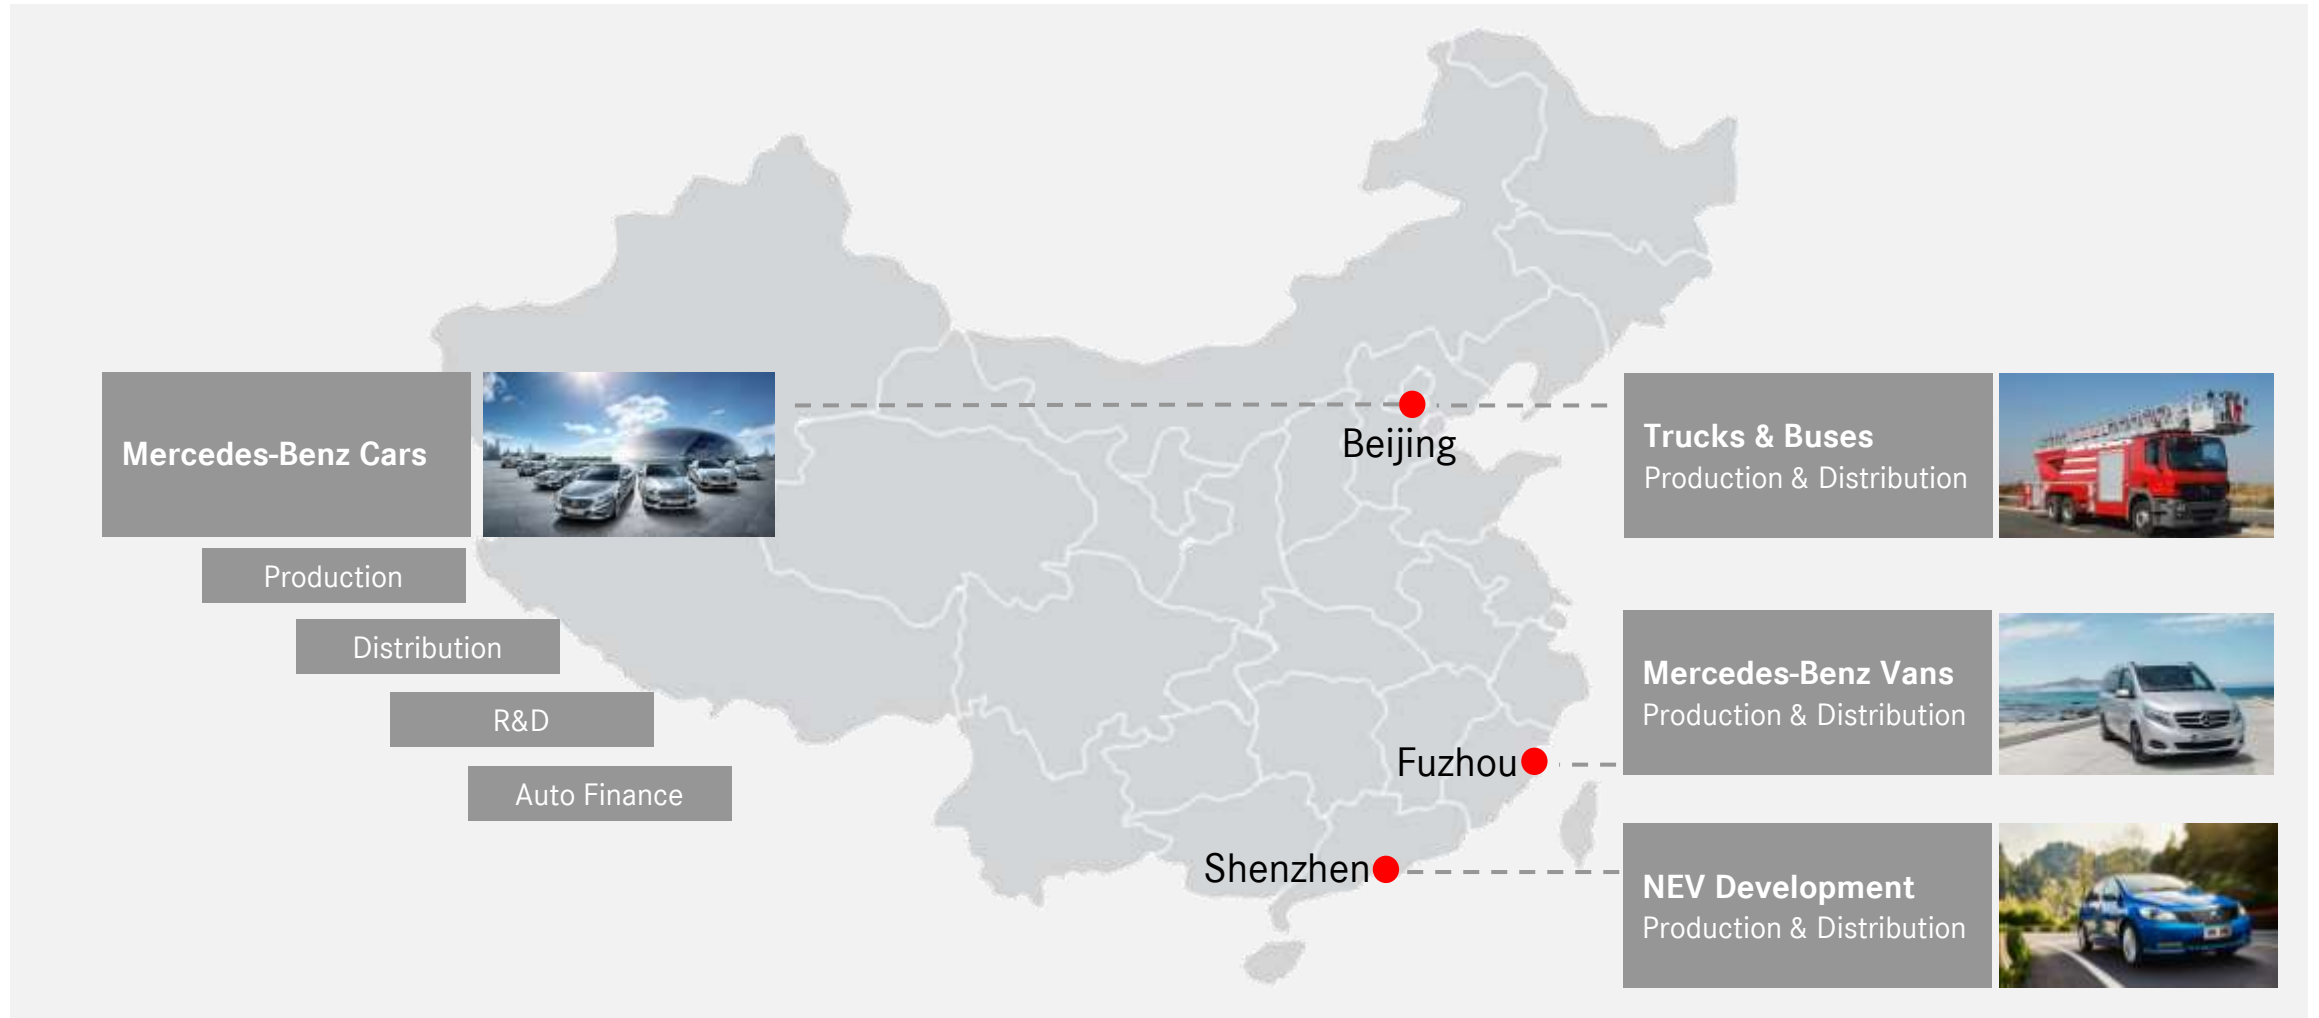 Mercedes-Benz Cars
Production
Distribution
R&D
Auto Finance
Beijing
Fuzhou
Shenzhen
Trucks & Buses
Production & Distribution
Mercedes-Benz Vans
Production & Distribution
NEV Development
Production & Distribution